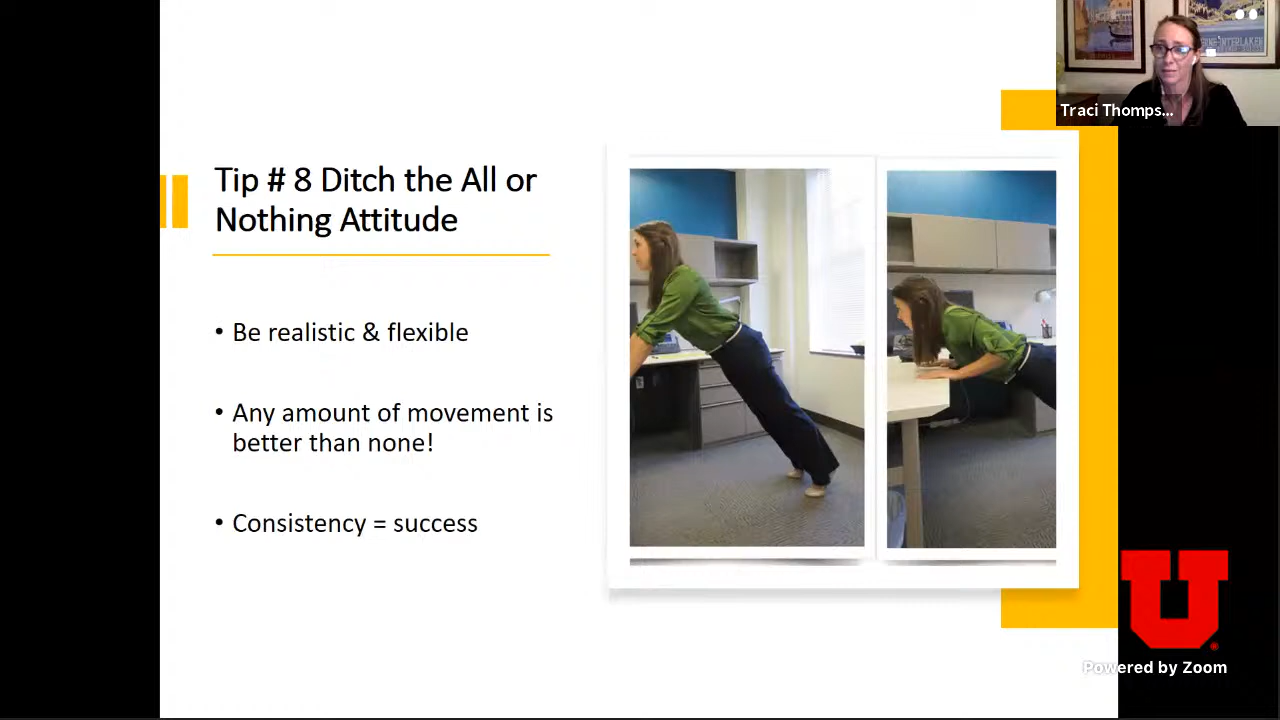 Traci Thomps...
Tip # 8 Ditch the All or
Nothing Attitude
• Be realistic & flexible
• Any amount of movement is
better than none!
• Consistency = success
U
Powered by Zoom